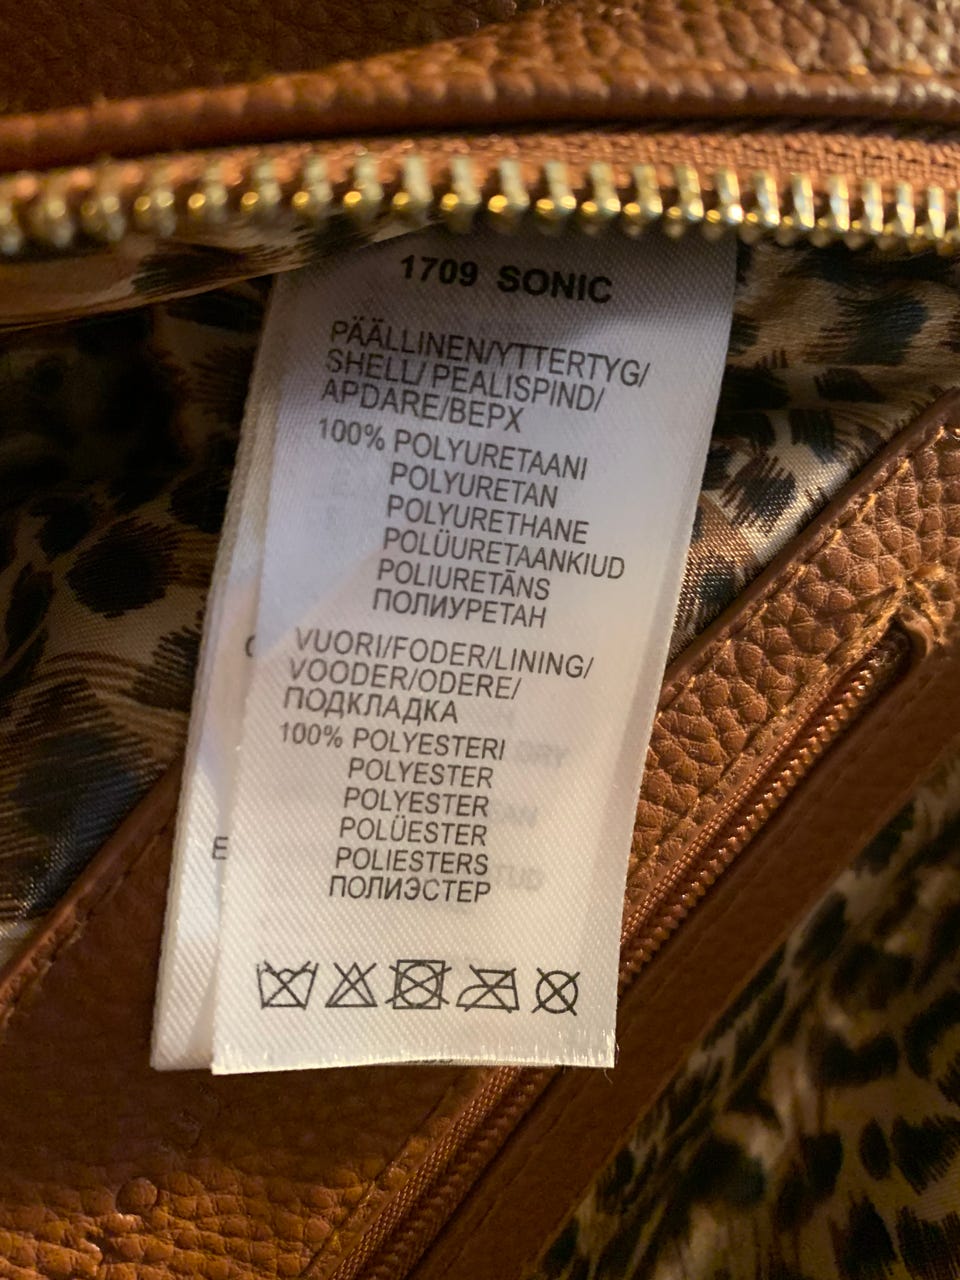 1709 SONIC
PÄÄLLINEN/YTTERTYG/
SHELL/PEALISPIND/
APDARE/ВЕРХ
100% POLYURETAANI
POLYURETAN
POLYURETHANE
POLÜURETAANKIUD
POLIURETĀNS
ПОЛИУРЕТАН
VUORI/FODER/LINING/
VOODER/ODERE/
ПОДКЛАДКА
100% POLYESTERI
POLYESTER
POLYESTER
POLÜESTER
POLIESTERS
ПОЛИЭСТЕР